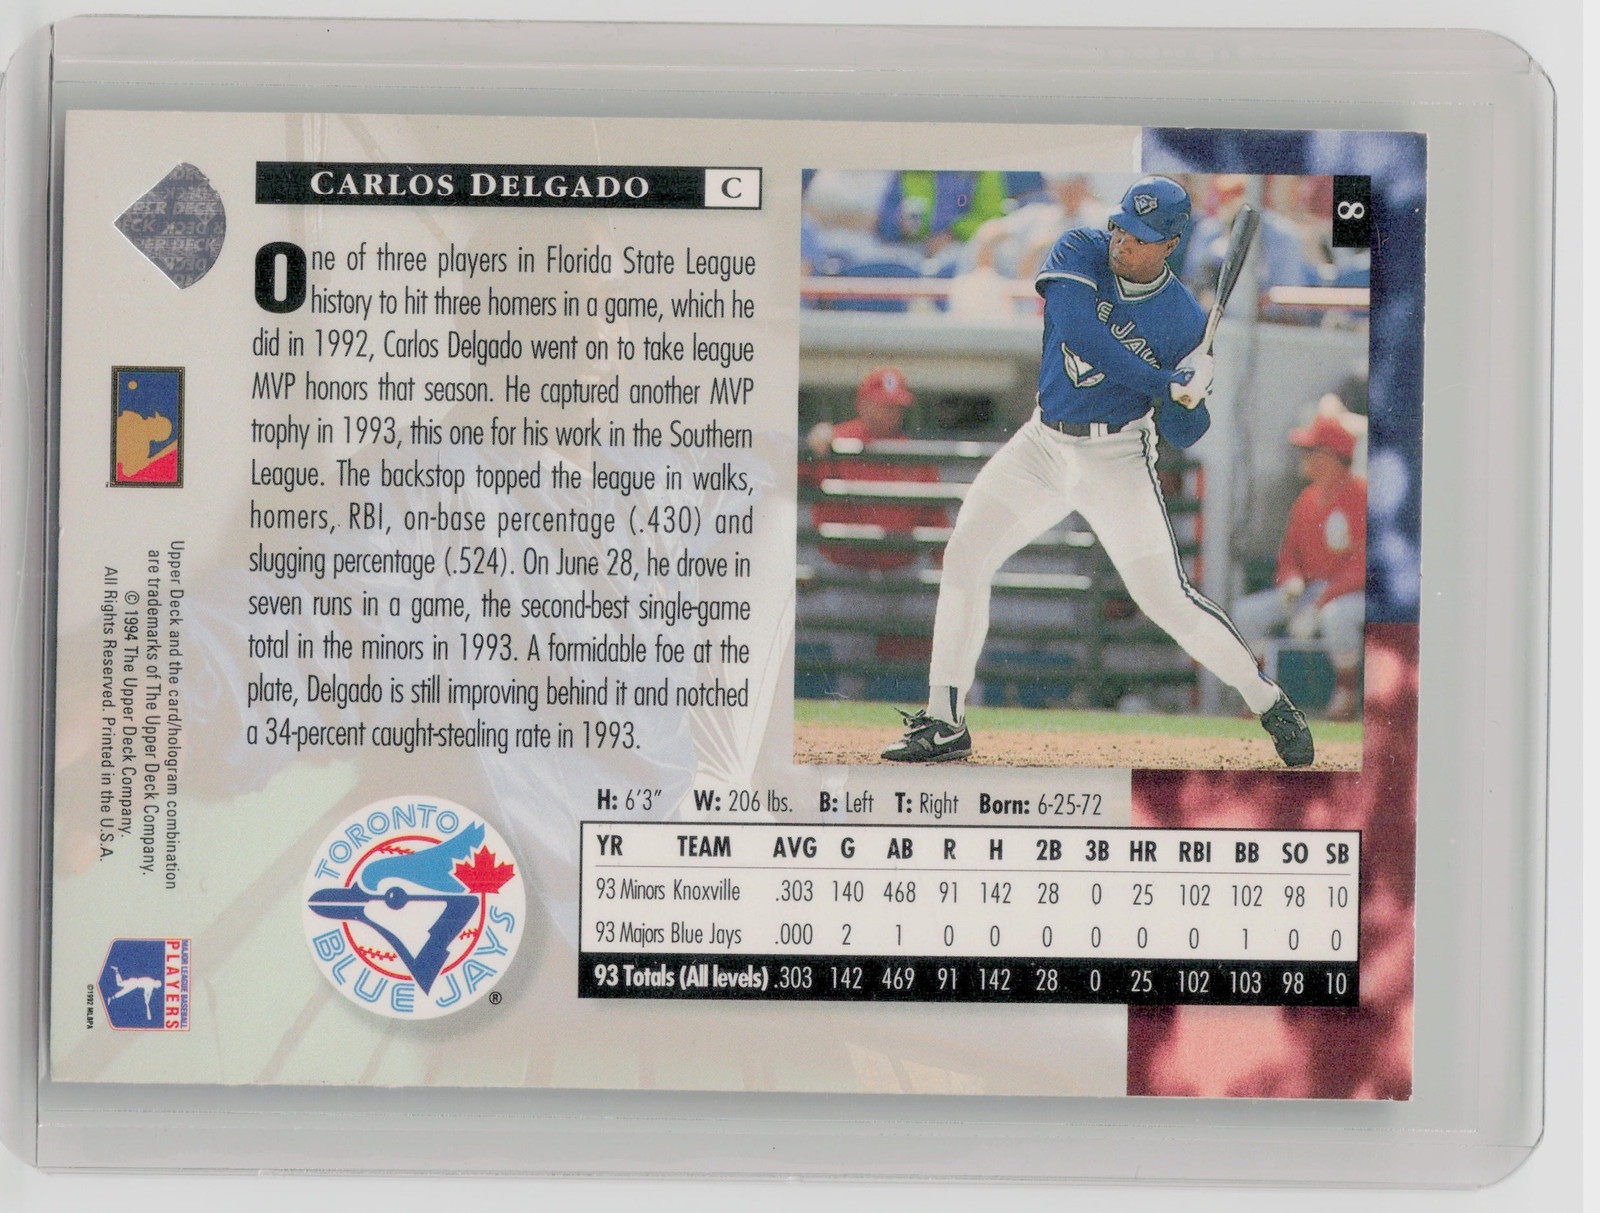 CARLOS DELGADO C
One of three players in Florida State League
history to hit three homers in a game, which he
did in 1992, Carlos Delgado went on to take league
MVP honors that season. He captured another MVP
trophy in 1993, this one for his work in the Southern
League. The backstop topped the league in walks,
homers, RBI, on-base percentage (.430) and
slugging percentage (.524). On June 28, he drove in
seven runs in a game, the second-best single-game
total in the minors in 1993. A formidable foe at the
plate, Delgado is still improving behind it and notched
a 34-percent caught-stealing rate in 1993.
8
E JAY
H: 6'3" W: 206 lbs. B: Left T: Right Born: 6-25-72
YR TEAM AVG G AB R H 2B 3B HR RBI BB SO SB
93 Minors Knoxville .303 140 468 91 142 28 0 25 102 102 98 10
93 Majors Blue Jays .000 2 1 0 0 0 0 0 0 1 0 0
93 Totals (All levels) .303 142 469 91 142 28 0 25 102 103 98 10
TORONTO
BLUE JAYS
®
UPPER DECK
Upper Deck and the card/hologram combination
are trademarks of The Upper Deck Company.
© 1994 The Upper Deck Company.
All Rights Reserved. Printed in the U.S.A.
MAJOR LEAGUE BASEBALL
PLAYERS
©1992 MLBPA